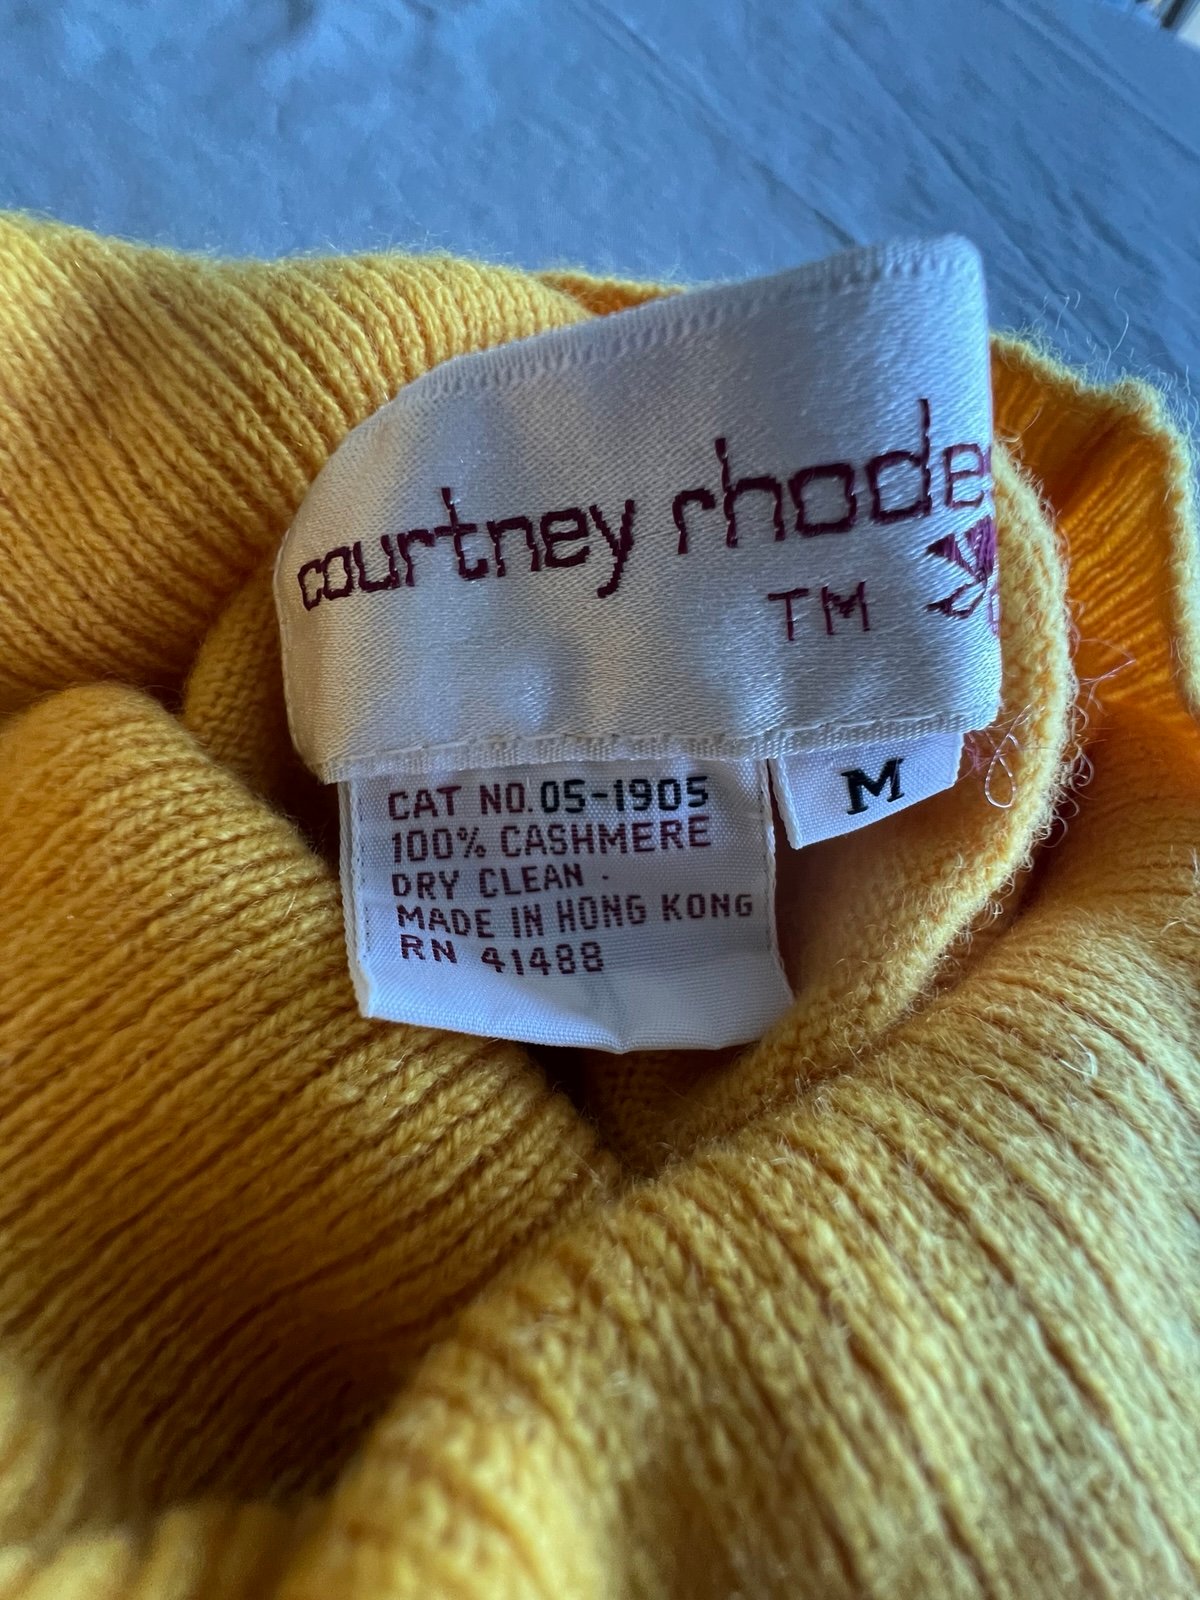 courtney rhode
TM
M
CAT NO. 05-1905
100% CASHMERE
DRY CLEAN
MADE IN HONG KONG
RN 41488